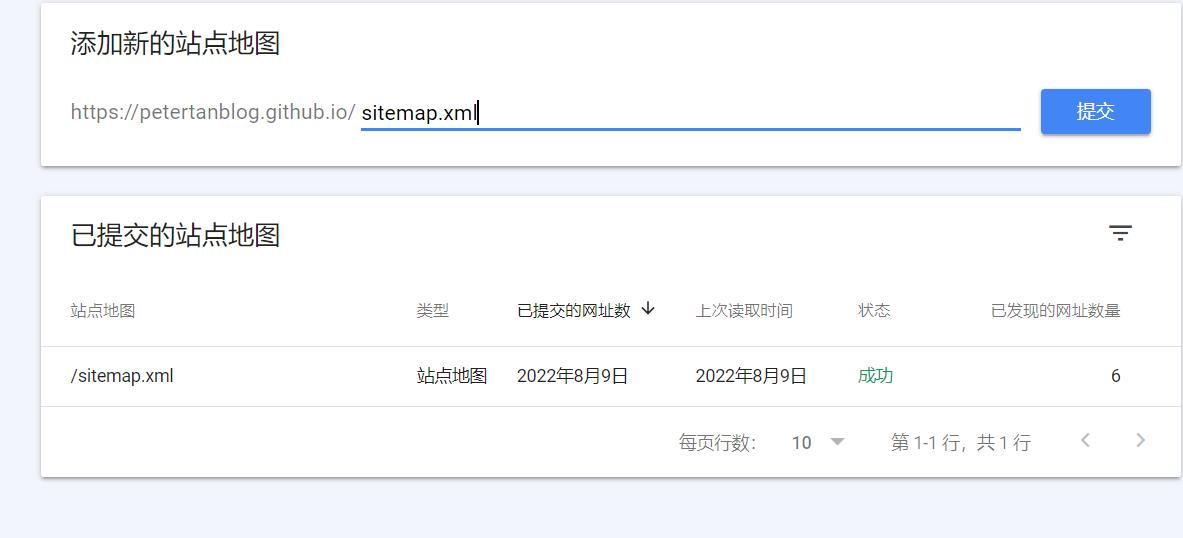 添加新的站点地图
https://petertanblog.github.io/ sitemap.xml 提交
已提交的站点地图
站点地图 类型 已提交的网址数 上次读取时间 状态 已发现的网址数量
/sitemap.xml 站点地图 2022年8月9日 2022年8月9日 成功 6
每页行数: 10 第 1-1 行，共 1 行